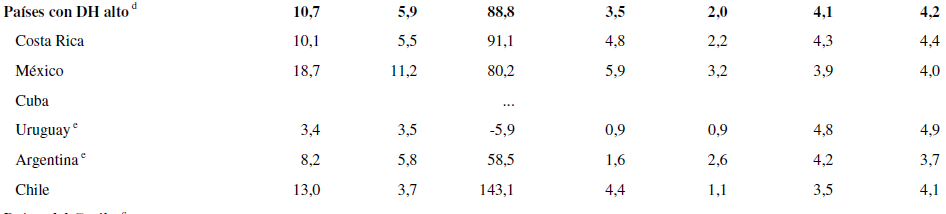 Países con DH alto d 10,7 5,9 88,8 3,5 2,0 4,1 4,2
Costa Rica 10,1 5,5 91,1 4,8 2,2 4,3 4,4
México 18,7 11,2 80,2 5,9 3,2 3,9 4,0
Cuba ...
Uruguay e 3,4 3,5 -5,9 0,9 0,9 4,8 4,9
Argentina e 8,2 5,8 58,5 1,6 2,6 4,2 3,7
Chile 13,0 3,7 143,1 4,4 1,1 3,5 4,1